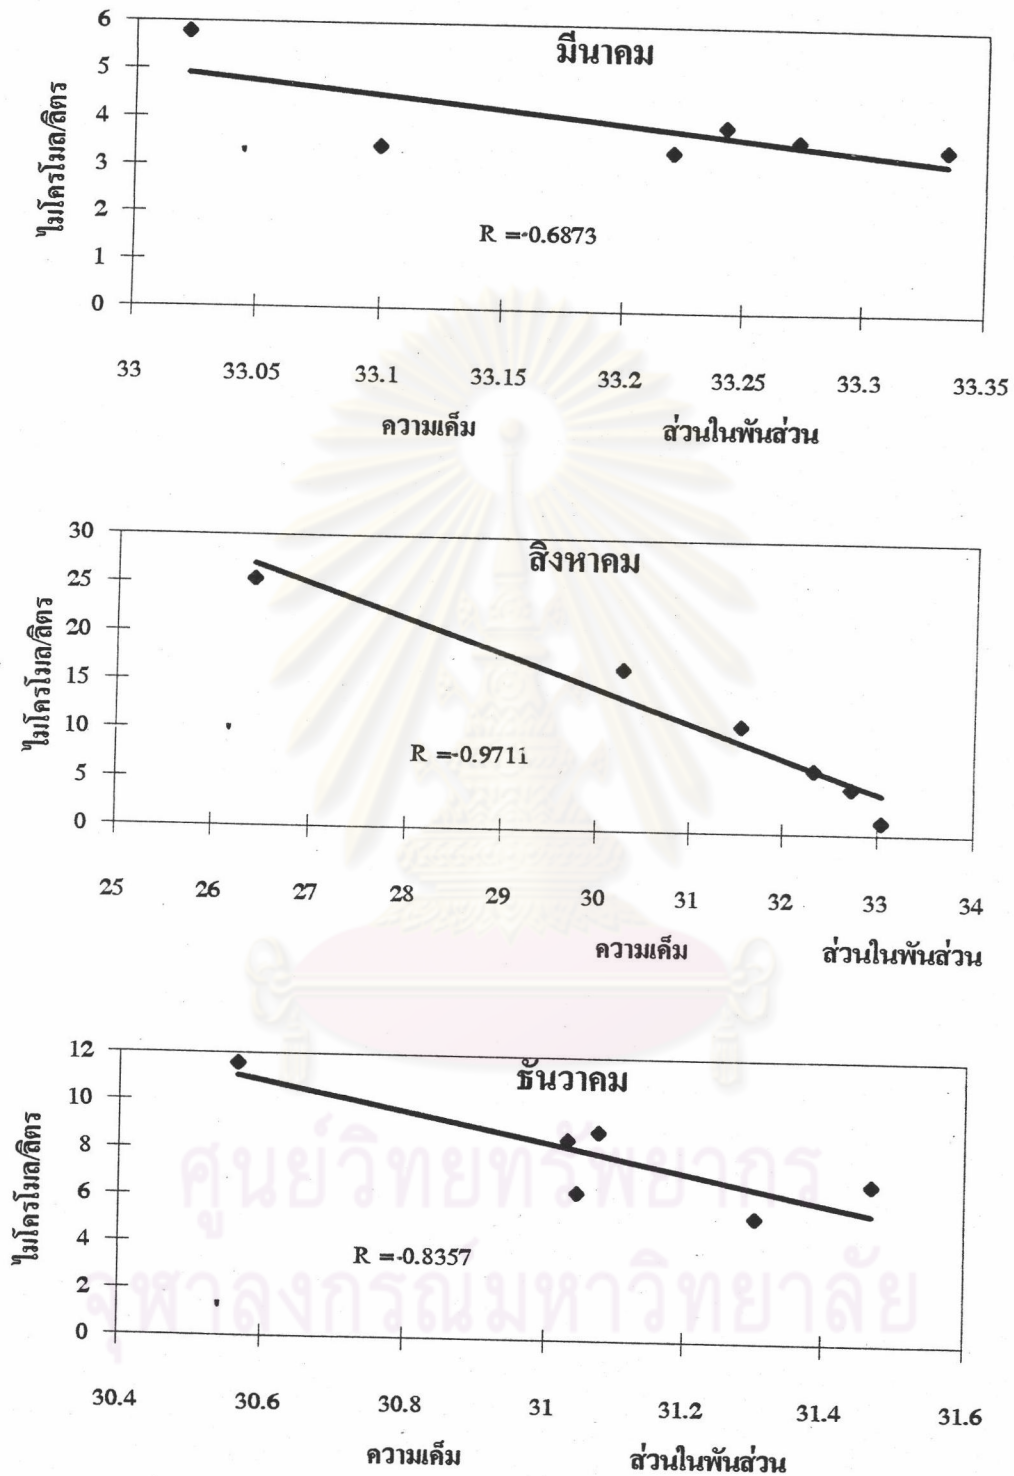 มีนาคม
ไมโครโมล/ลิตร
6
5
4
3
2
1
0
R =-0.6873
33 33.05 33.1 33.15 33.2 33.25 33.3 33.35
ความเค็ม ส่วนในพันส่วน
สิงหาคม
ไมโครโมล/ลิตร
30
25
20
15
10
5
0
R =-0.9711
25 26 27 28 29 30 31 32 33 34
ความเค็ม ส่วนในพันส่วน
ธันวาคม
ไมโครโมล/ลิตร
12
10
8
6
4
2
0
R =-0.8357
30.4 30.6 30.8 31 31.2 31.4 31.6
ความเค็ม ส่วนในพันส่วน
ศูนย์วิทยทรัพยากร
จุฬาลงกรณ์มหาวิทยาลัย